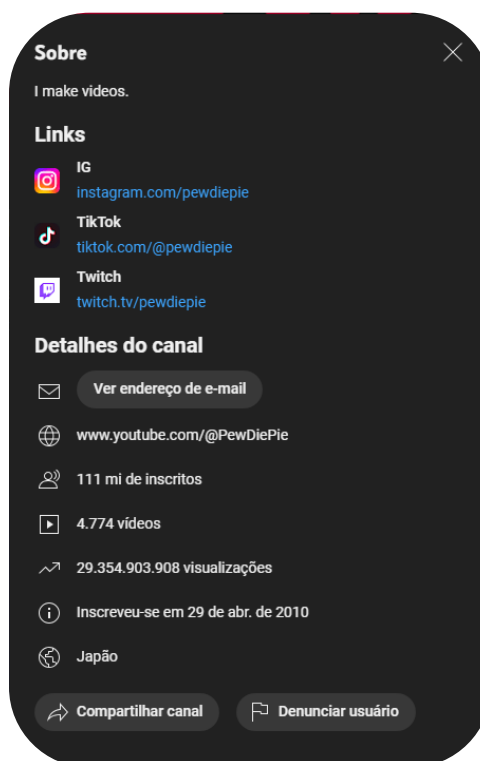 Sobre
I make videos.
Links
IG
instagram.com/pewdiepie
TikTok
tiktok.com/@pewdiepie
Twitch
twitch.tv/pewdiepie
Detalhes do canal
Ver endereço de e-mail
www.youtube.com/@PewDiePie
111 mi de inscritos
4.774 vídeos
29.354.903.908 visualizações
Inscreveu-se em 29 de abr. de 2010
Japão
Compartilhar canal
Denunciar usuário